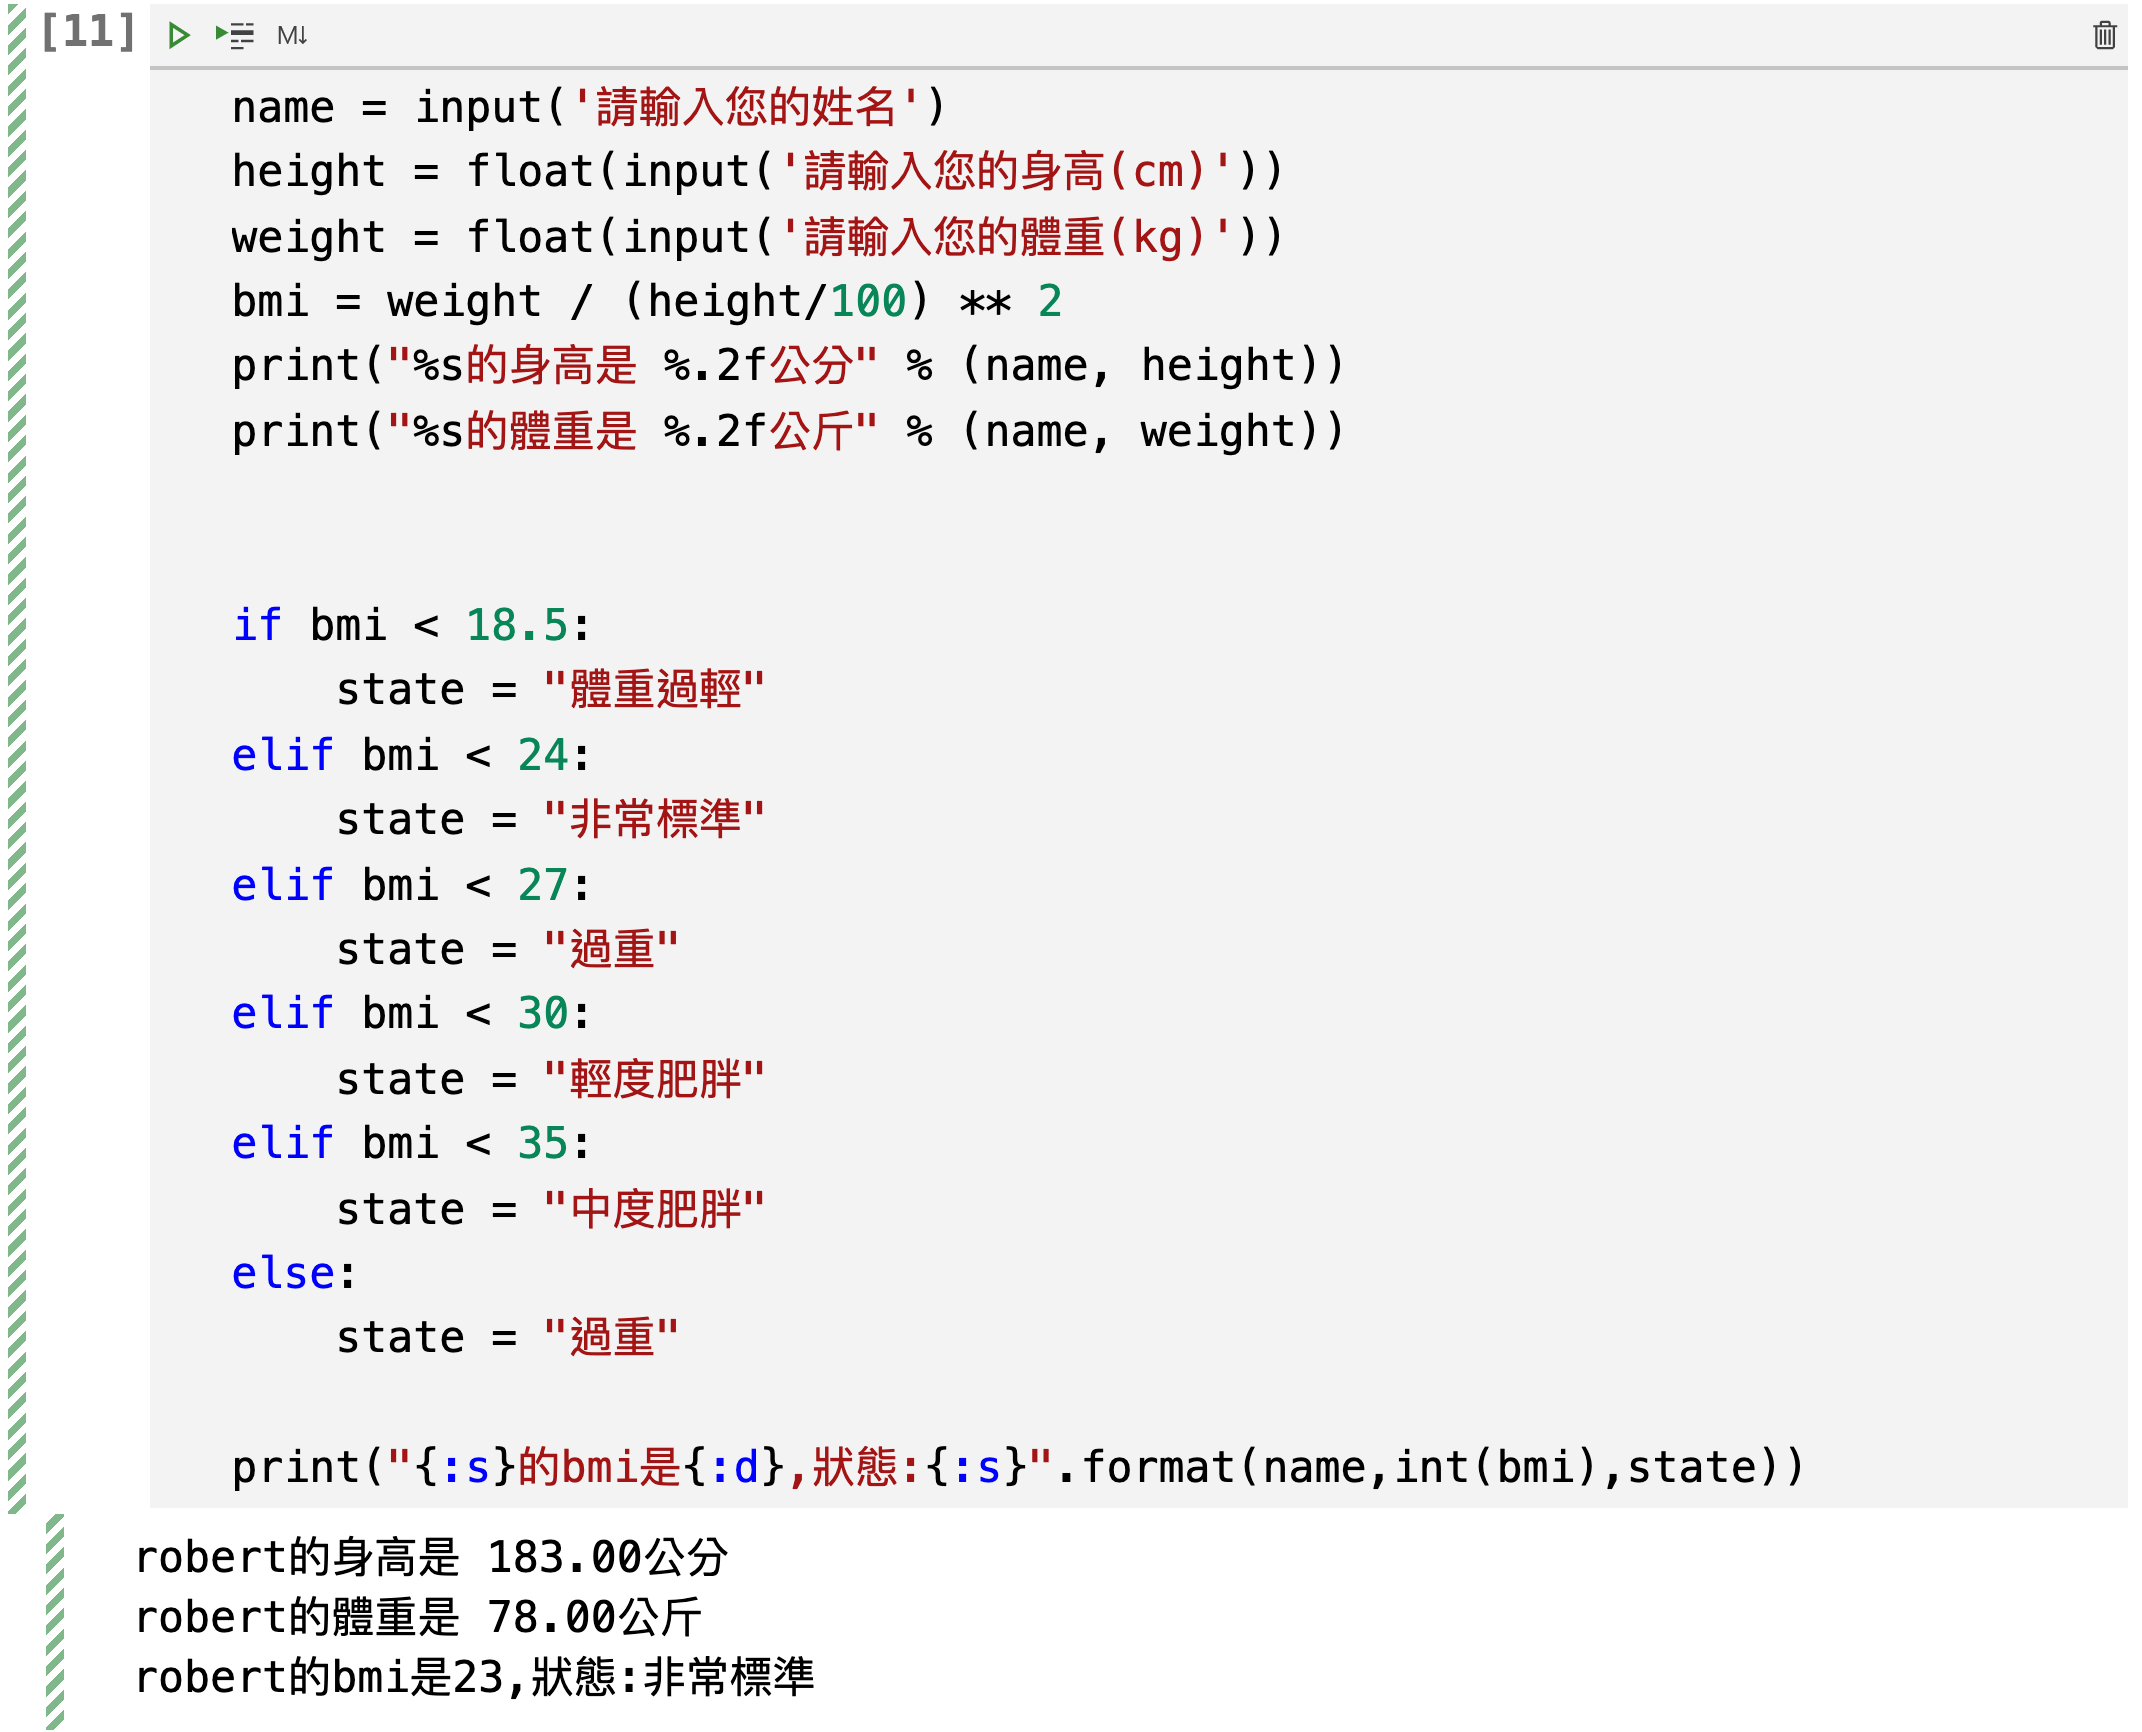 [11]
M↓
name = input('請輸入您的姓名')
height = float(input('請輸入您的身高(cm)'))
weight = float(input('請輸入您的體重(kg)'))
bmi = weight / (height/100) ** 2
print("%s的身高是 %.2f公分" % (name, height))
print("%s的體重是 %.2f公斤" % (name, weight))
if bmi < 18.5:
    state = "體重過輕"
elif bmi < 24:
    state = "非常標準"
elif bmi < 27:
    state = "過重"
elif bmi < 30:
    state = "輕度肥胖"
elif bmi < 35:
    state = "中度肥胖"
else:
    state = "過重"
print("{:s}的bmi是{:d},狀態:{:s}".format(name,int(bmi),state))
robert的身高是 183.00公分
robert的體重是 78.00公斤
robert的bmi是23,狀態:非常標準